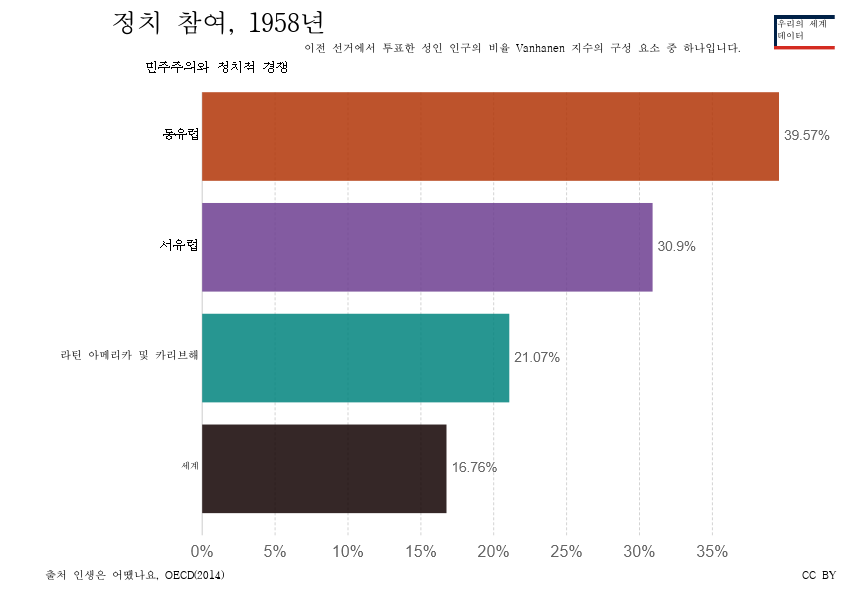 정치 참여, 1958년
우리의 세계
데이터
이전 선거에서 투표한 성인 인구의 비율 Vanhanen 지수의 구성 요소 중 하나입니다.
민주주의와 정치적 경쟁
동유럽
39.57%
서유럽
30.9%
라틴 아메리카 및 카리브해
21.07%
세계
16.76%
0% 5% 10% 15% 20% 25% 30% 35%
출처 인생은 어땠나요, OECD(2014)
CC BY